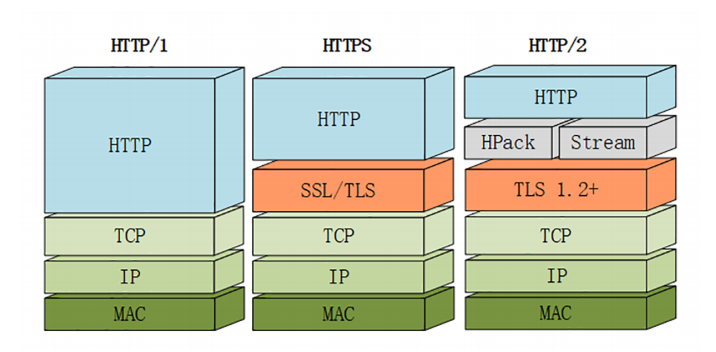 HTTP/1 HTTPS HTTP/2
HTTP HTTP HTTP
HPack Stream
SSL/TLS TLS 1.2+
TCP TCP TCP
IP IP IP
MAC MAC MAC